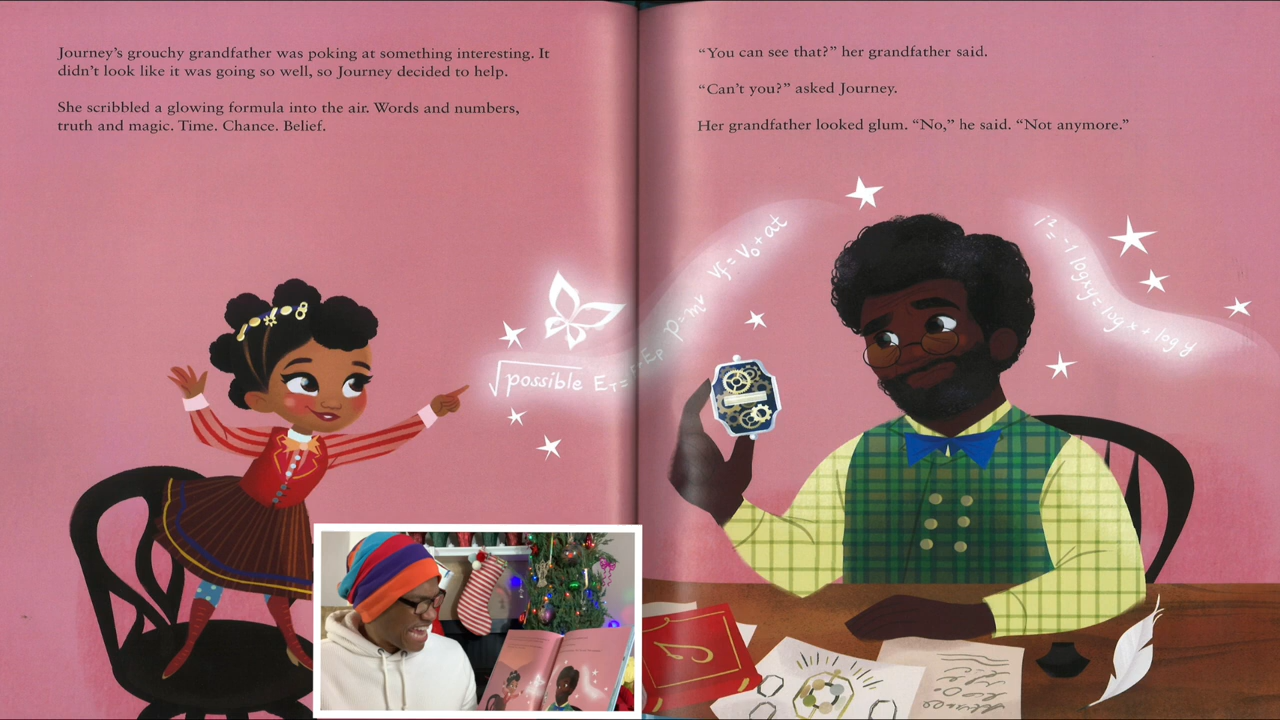 Journey's grouchy grandfather was poking at something interesting. It
didn't look like it was going so well, so Journey decided to help.
She scribbled a glowing formula into the air. Words and numbers,
truth and magic. Time. Chance. Belief.
"You can see that?" her grandfather said.
"Can't you?" asked Journey.
Her grandfather looked glum. "No," he said. "Not anymore."
√possible
p=mv
Vf = Vo + at
i² = -1 log xy = log x + log y